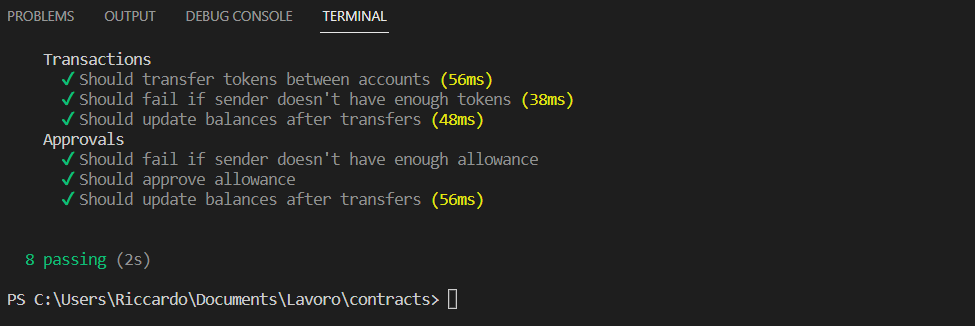 PROBLEMS OUTPUT DEBUG CONSOLE TERMINAL
Transactions
✓ Should transfer tokens between accounts (56ms)
✓ Should fail if sender doesn't have enough tokens (38ms)
✓ Should update balances after transfers (48ms)
Approvals
✓ Should fail if sender doesn't have enough allowance
✓ Should approve allowance
✓ Should update balances after transfers (56ms)
8 passing (2s)
PS C:\Users\Riccardo\Documents\Lavoro\contracts>